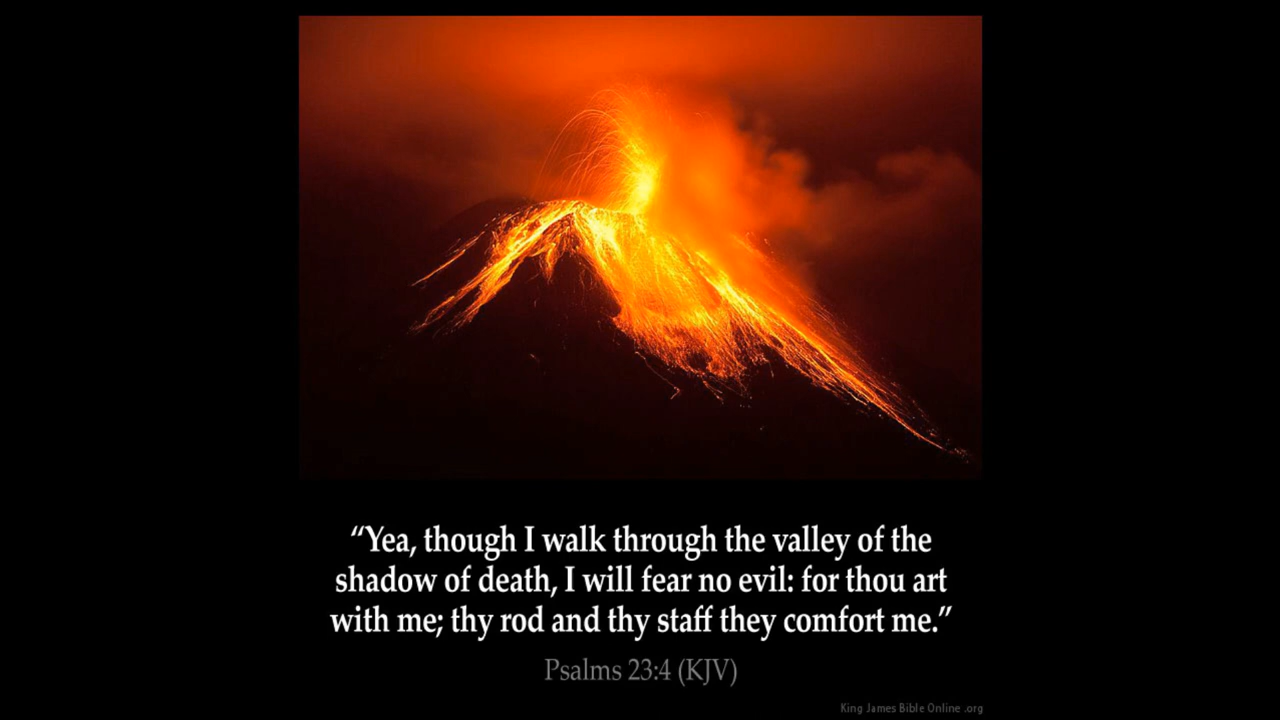 “Yea, though I walk through the valley of the
shadow of death, I will fear no evil: for thou art
with me; thy rod and thy staff they comfort me.”
Psalms 23:4 (KJV)
King James Bible Online .org